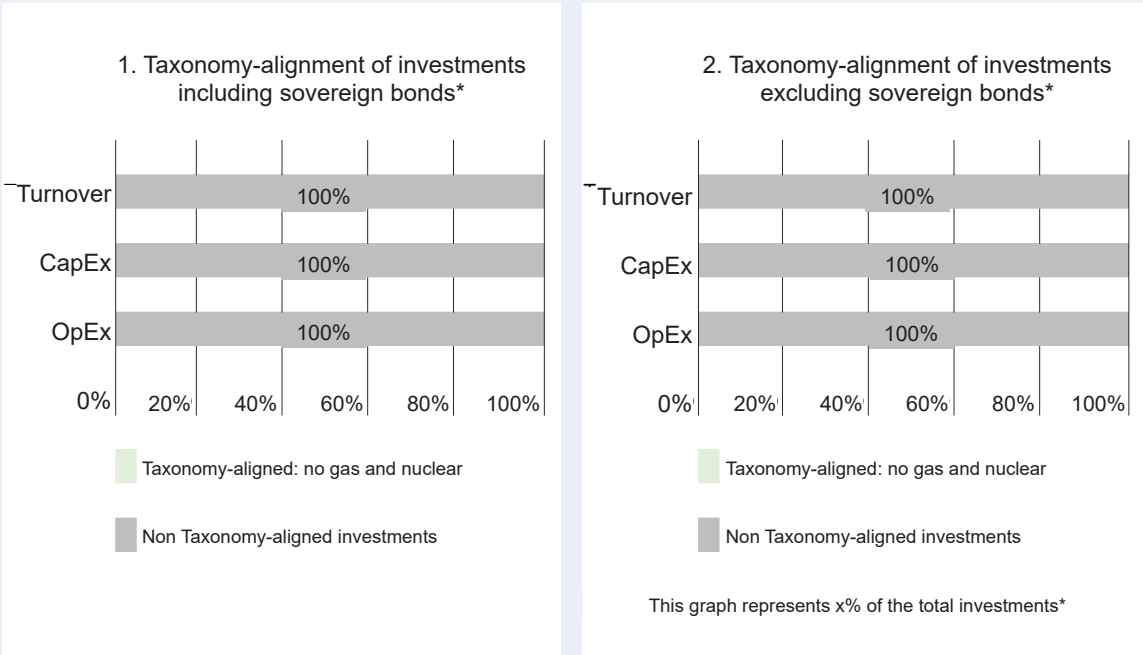 1. Taxonomy-alignment of investments
including sovereign bonds*
Turnover
100%
CapEx
100%
OpEx
100%
0%
20%
40%
60%
80%
100%
Taxonomy-aligned: no gas and nuclear
Non Taxonomy-aligned investments
2. Taxonomy-alignment of investments
excluding sovereign bonds*
Turnover
100%
CapEx
100%
OpEx
100%
0%
20%
40%
60%
80%
100%
Taxonomy-aligned: no gas and nuclear
Non Taxonomy-aligned investments
This graph represents x% of the total investments*